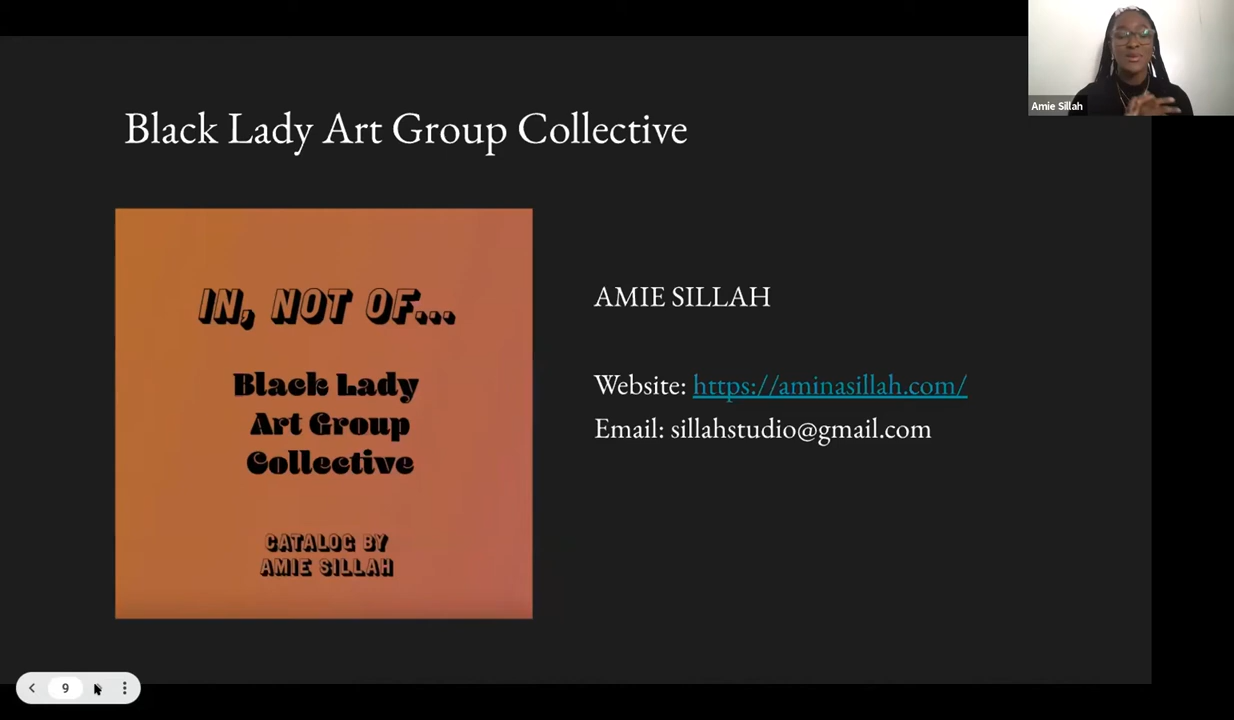 Amie Sillah
Black Lady Art Group Collective
IN, NOT OF...
Black Lady
Art Group
Collective
CATALOG BY
AMIE SILLAH
AMIE SILLAH
Website: https://aminasillah.com/
Email: sillahstudio@gmail.com
9